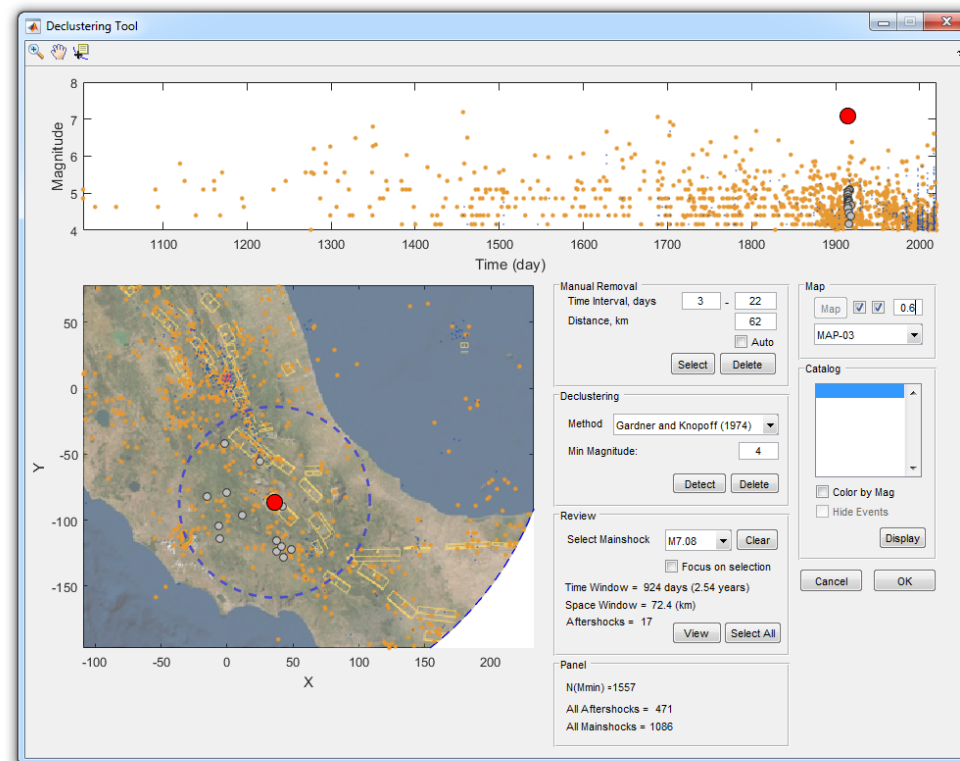 Declustering Tool
8
7
6
5
4
Magnitude
1100 1200 1300 1400 1500 1600 1700 1800 1900 2000
Time (day)
50
0
-50
-100
-150
Y
-100 -50 0 50 100 150 200
X
Manual Removal
Time Interval, days 3 - 22
Distance, km 62
Auto
Select Delete
Declustering
Method Gardner and Knopoff (1974)
Min Magnitude: 4
Detect Delete
Review
Select Mainshock M7.08 Clear
Focus on selection
Time Window = 924 days (2.54 years)
Space Window = 72.4 (km)
Aftershocks = 17
View Select All
Panel
N(Mmin) =1557
All Aftershocks = 471
All Mainshocks = 1086
Map
Map 0.6
MAP-03
Catalog
Color by Mag
Hide Events
Display
Cancel OK